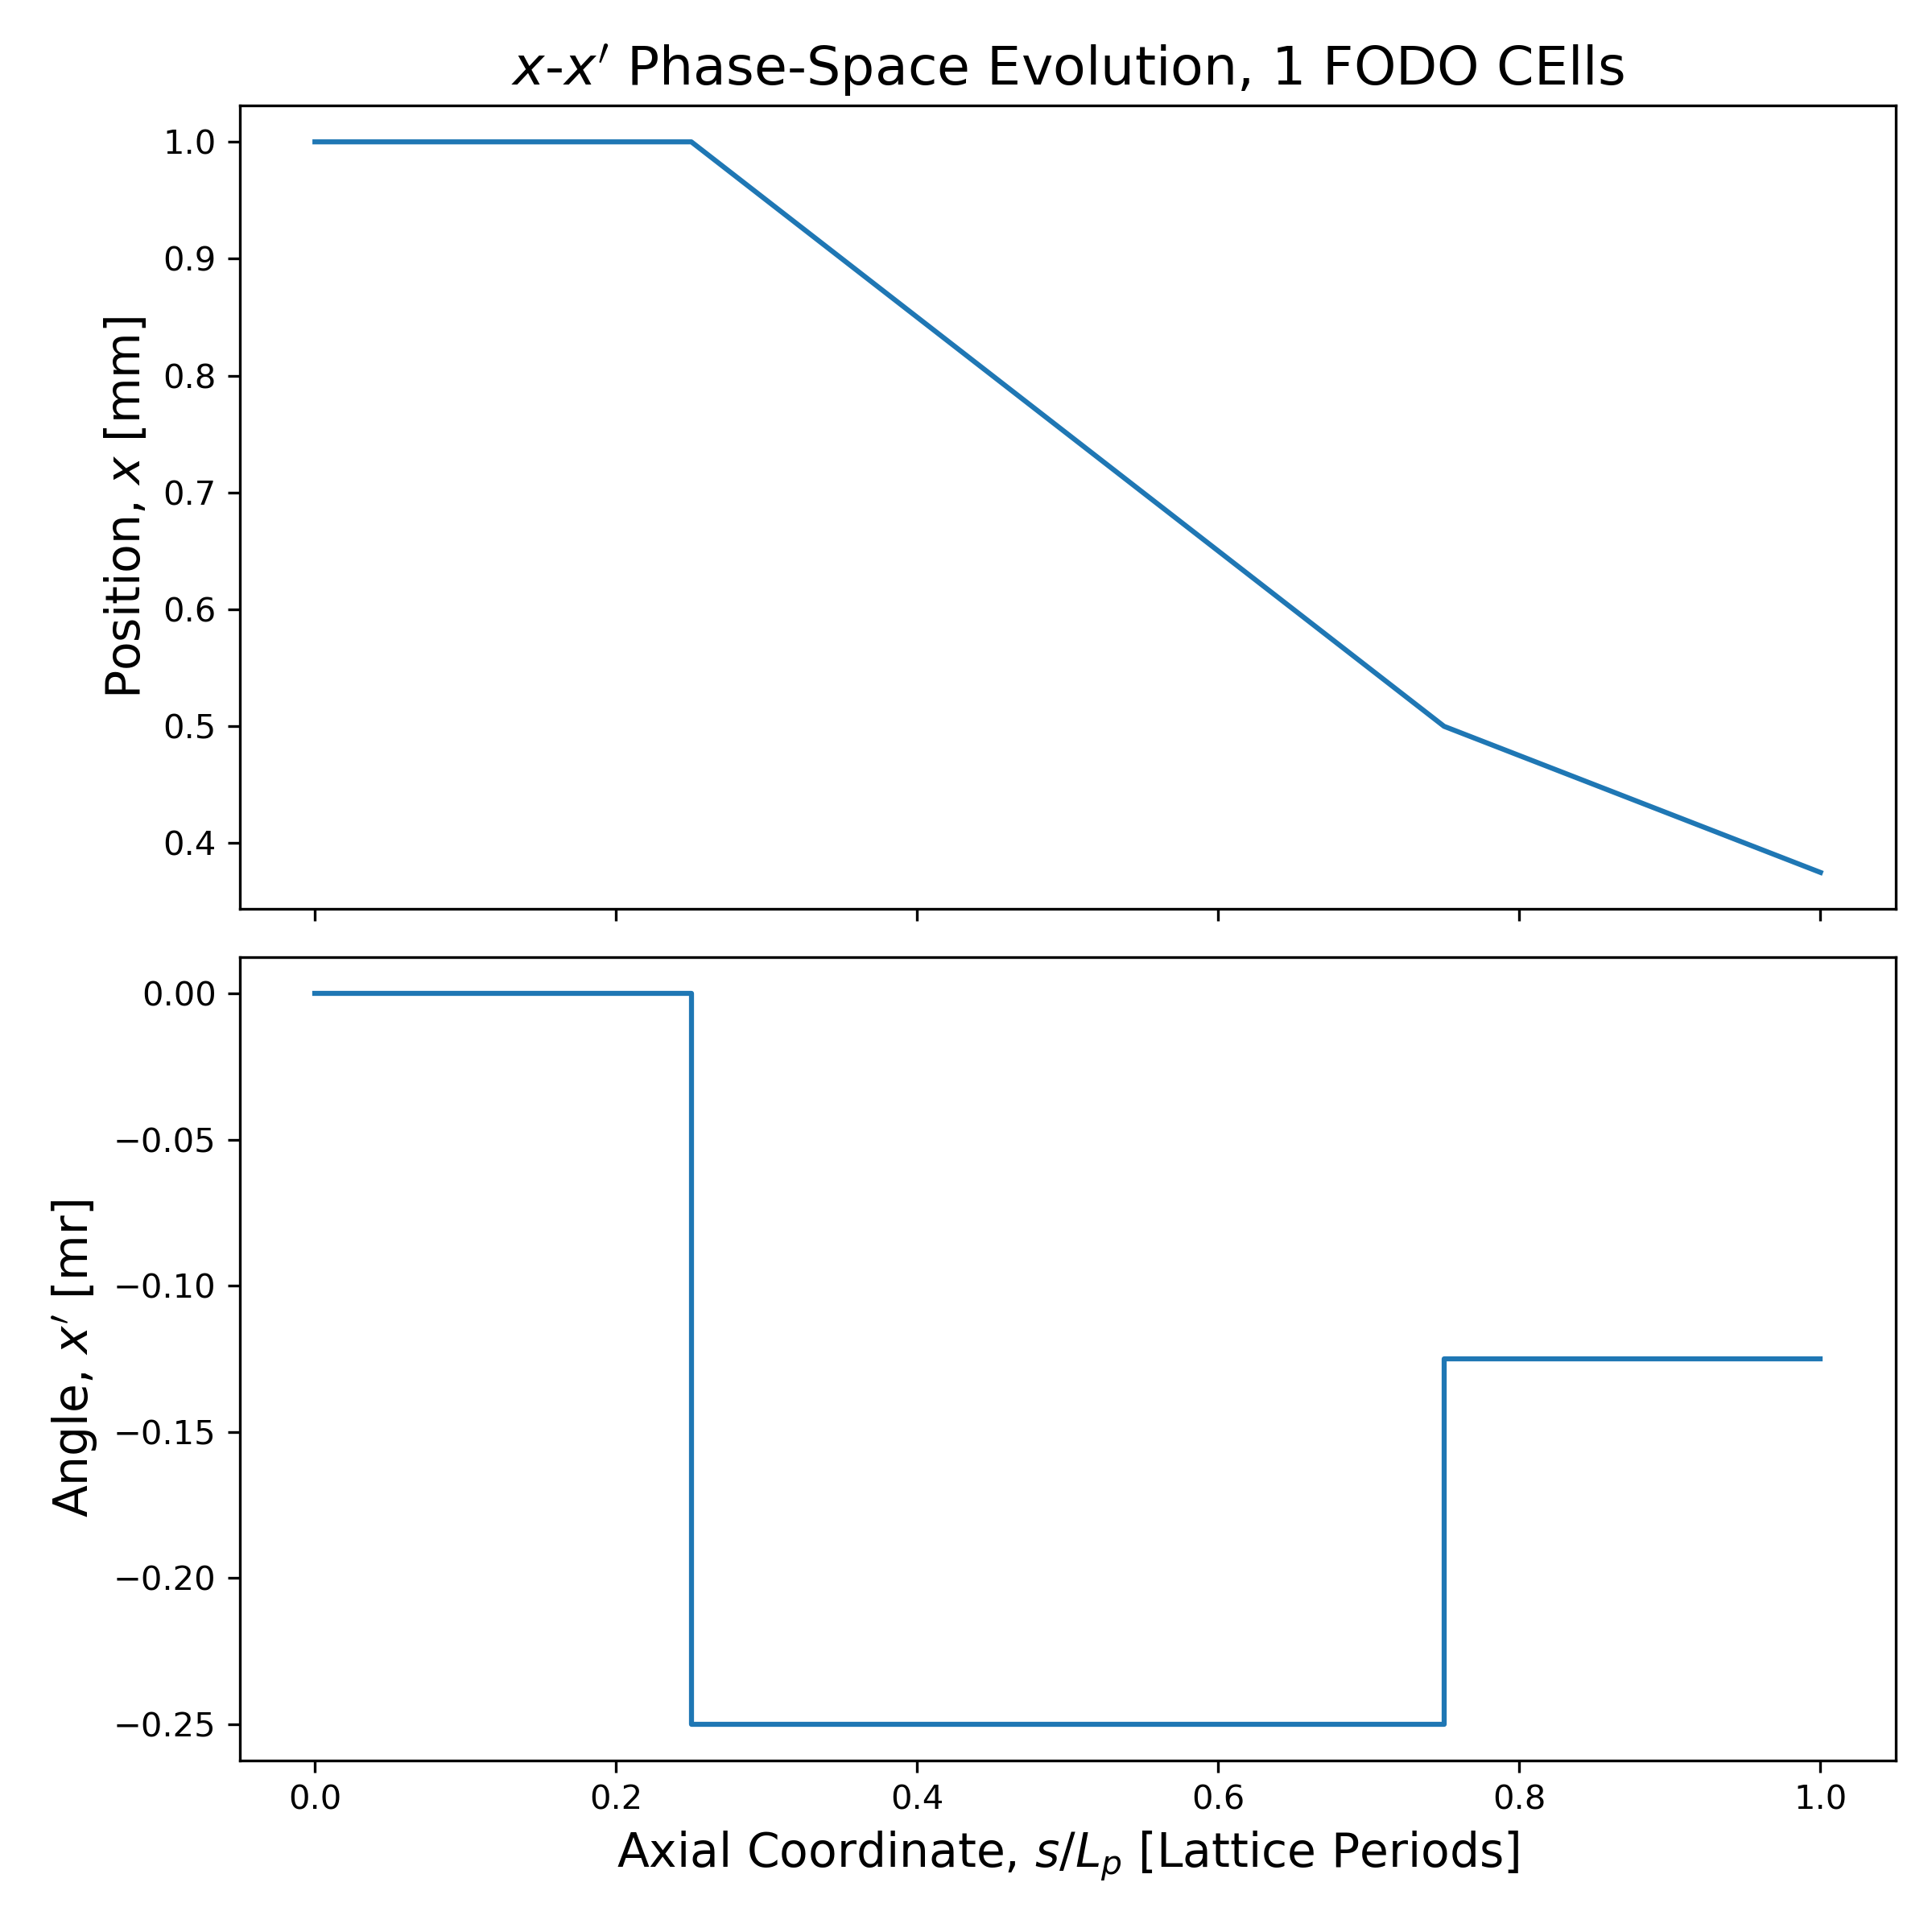 x-x′ Phase-Space Evolution, 1 FODO CElls
Position, x [mm]
1.0
0.9
0.8
0.7
0.6
0.5
0.4
Angle, x′ [mr]
0.00
−0.05
−0.10
−0.15
−0.20
−0.25
0.0 0.2 0.4 0.6 0.8 1.0
Axial Coordinate, s/Lₚ [Lattice Periods]